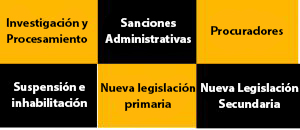 Investigación y
Procesamiento
Sanciones
Administrativas
Procuradores
Suspensión e
inhabilitación
Nueva legislación
primaria
Nueva Legislación
Secundaria